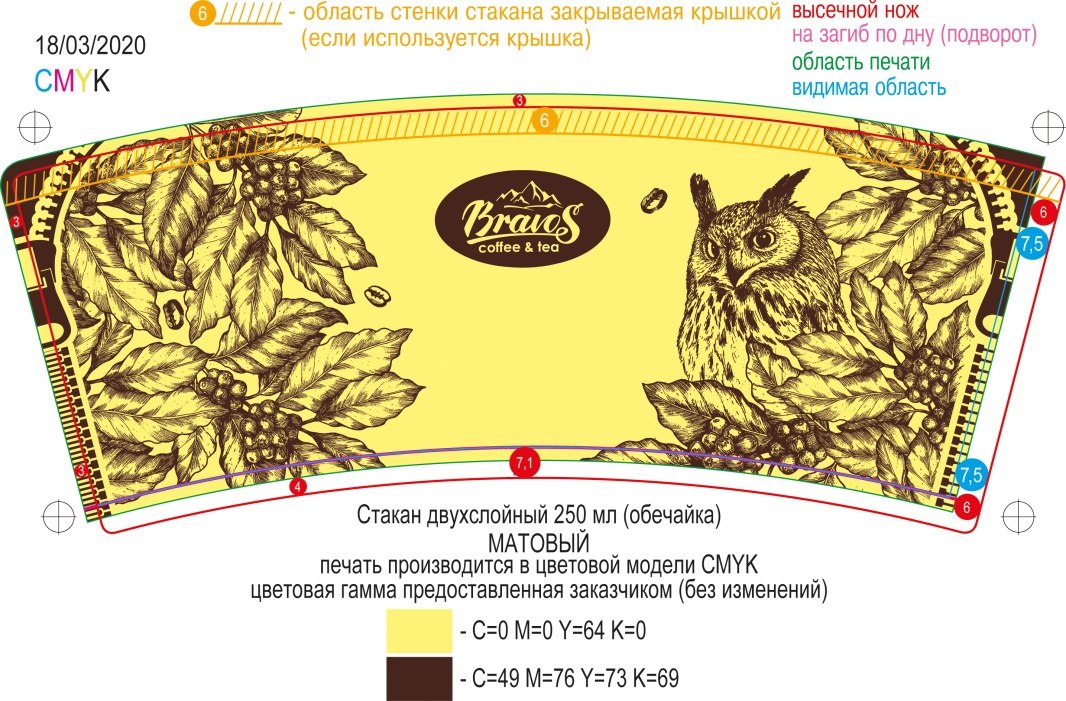 6 - область стенки стакана закрываемая крышкой
(если используется крышка)
высечной нож
на загиб по дну (подворот)
область печати
видимая область
18/03/2020
CMYK
3
6
3
6
7,5
Bravos
coffee & tea
3
7,1
7,5
4
6
Стакан двухслойный 250 мл (обечайка)
МАТОВЫЙ
печать производится в цветовой модели CMYK
цветовая гамма предоставленная заказчиком (без изменений)
- C=0 M=0 Y=64 K=0
- C=49 M=76 Y=73 K=69